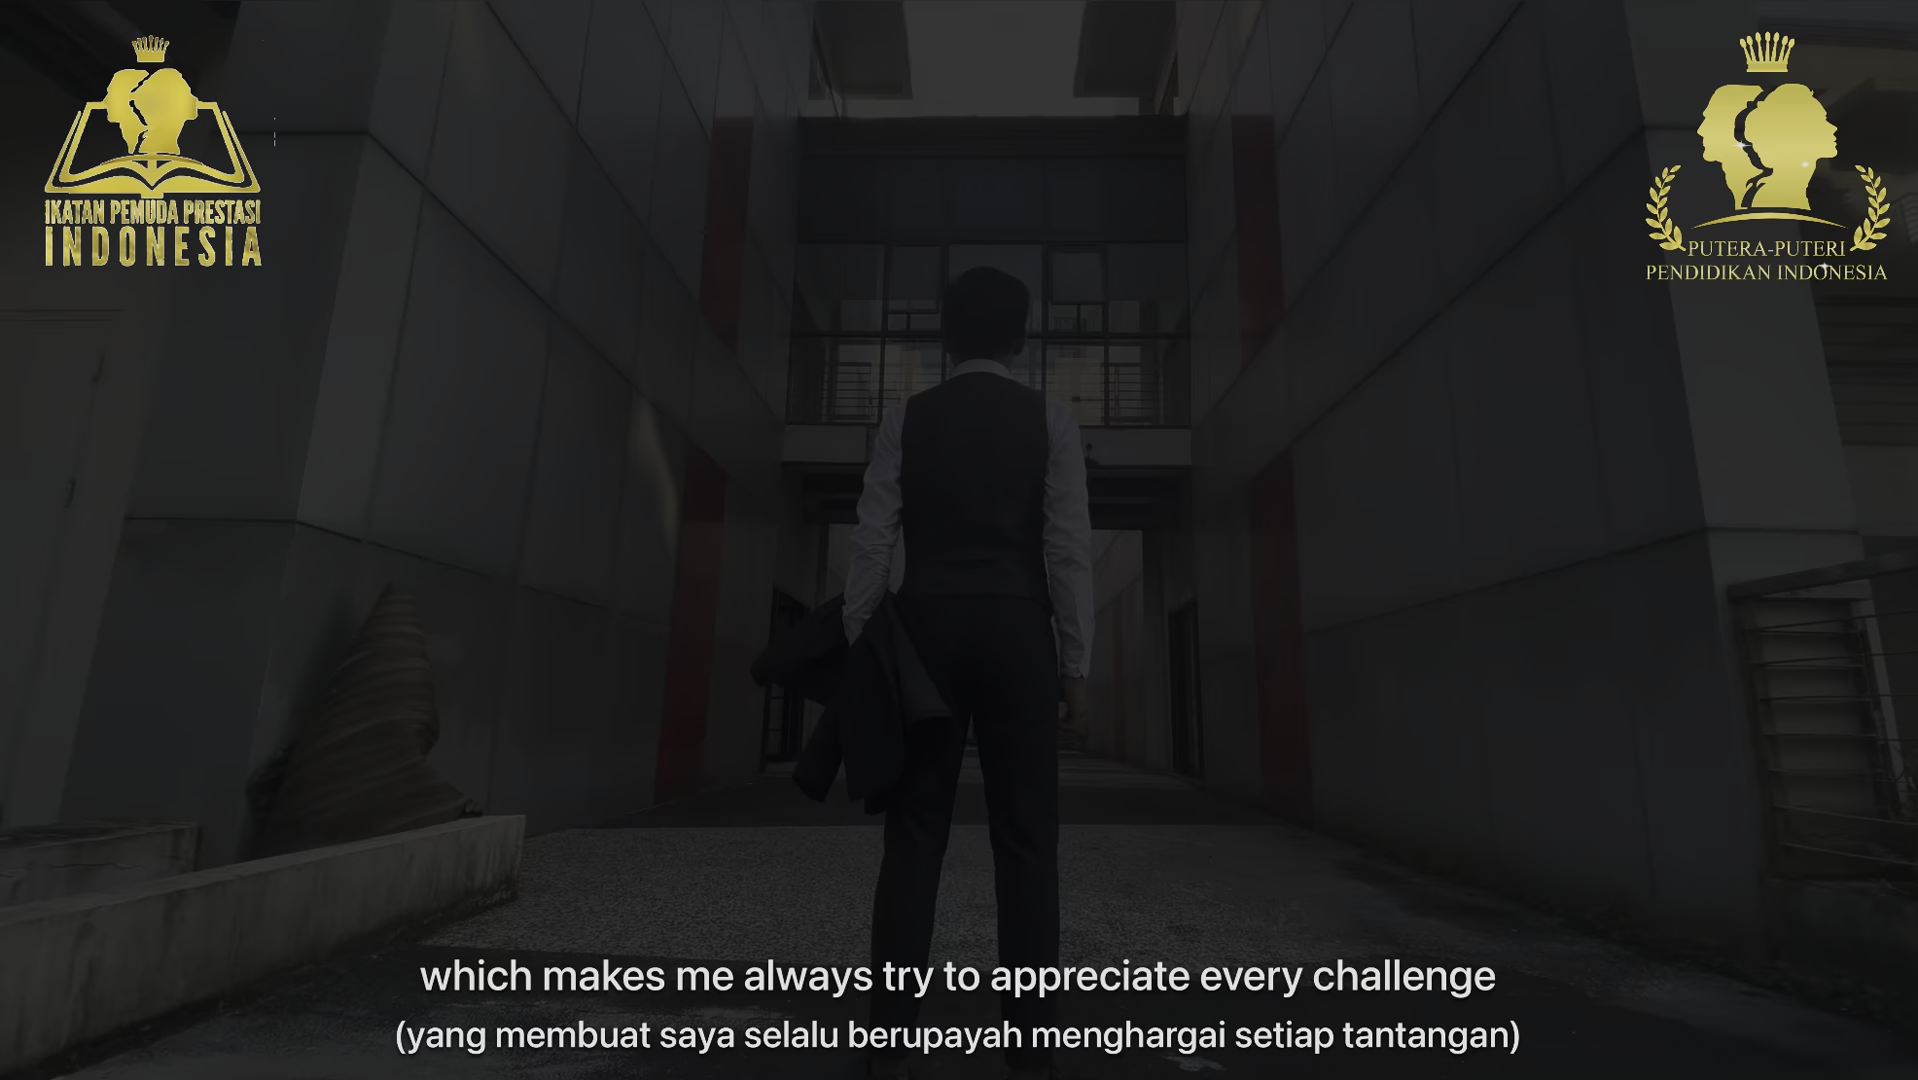 IKATAN PEMUDA PRESTASI
INDONESIA
PUTERA-PUTERI
PENDIDIKAN INDONESIA
which makes me always try to appreciate every challenge
(yang membuat saya selalu berupayah menghargai setiap tantangan)